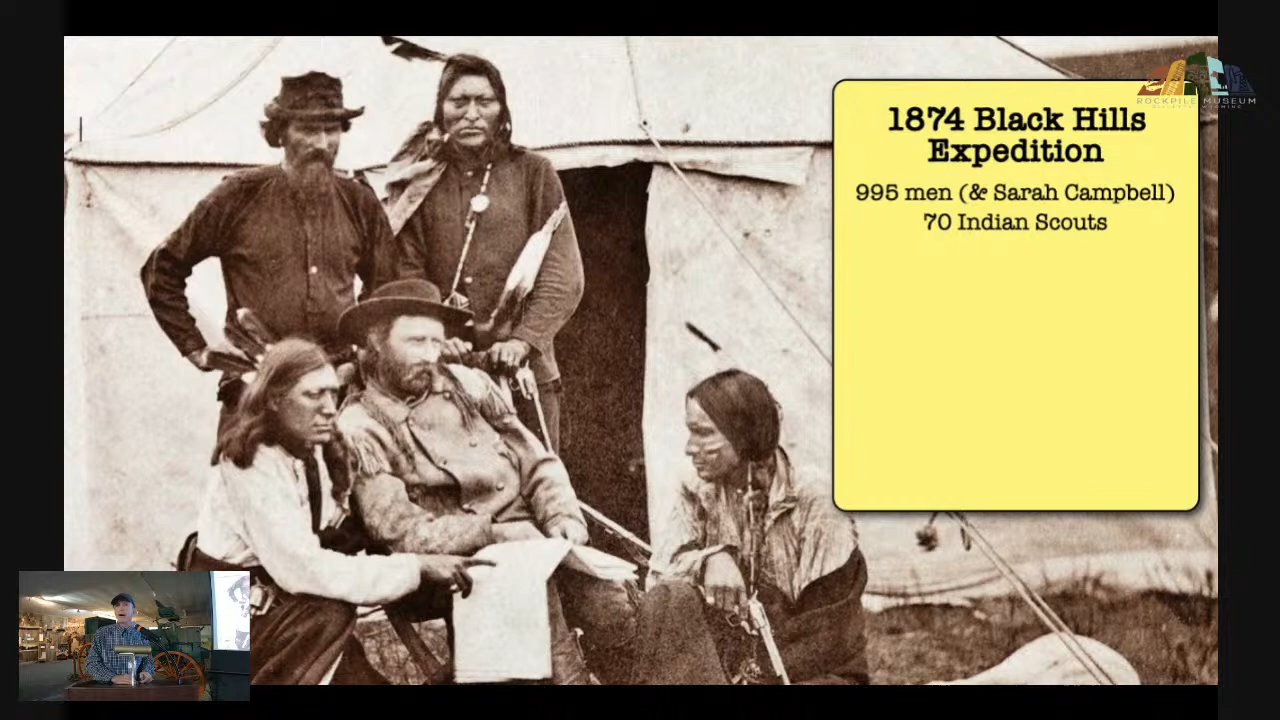 1874 Black Hills
Expedition
995 men (& Sarah Campbell)
70 Indian Scouts
ROCKPILE MUSEUM